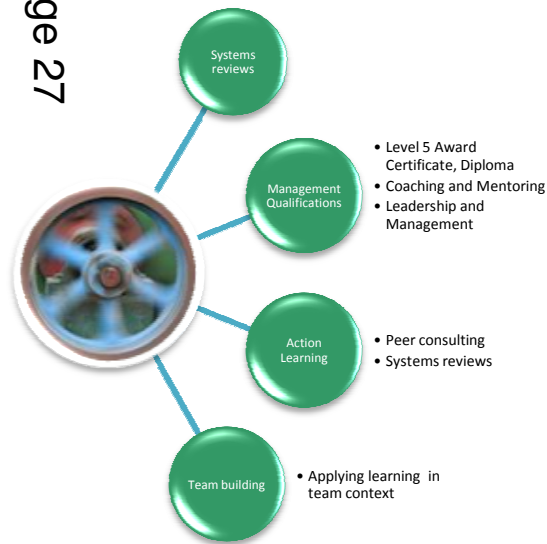 ge 27
Systems
reviews
Management
Qualifications
• Level 5 Award
Certificate, Diploma
• Coaching and Mentoring
• Leadership and
Management
Action
Learning
• Peer consulting
• Systems reviews
Team building
• Applying learning in
team context